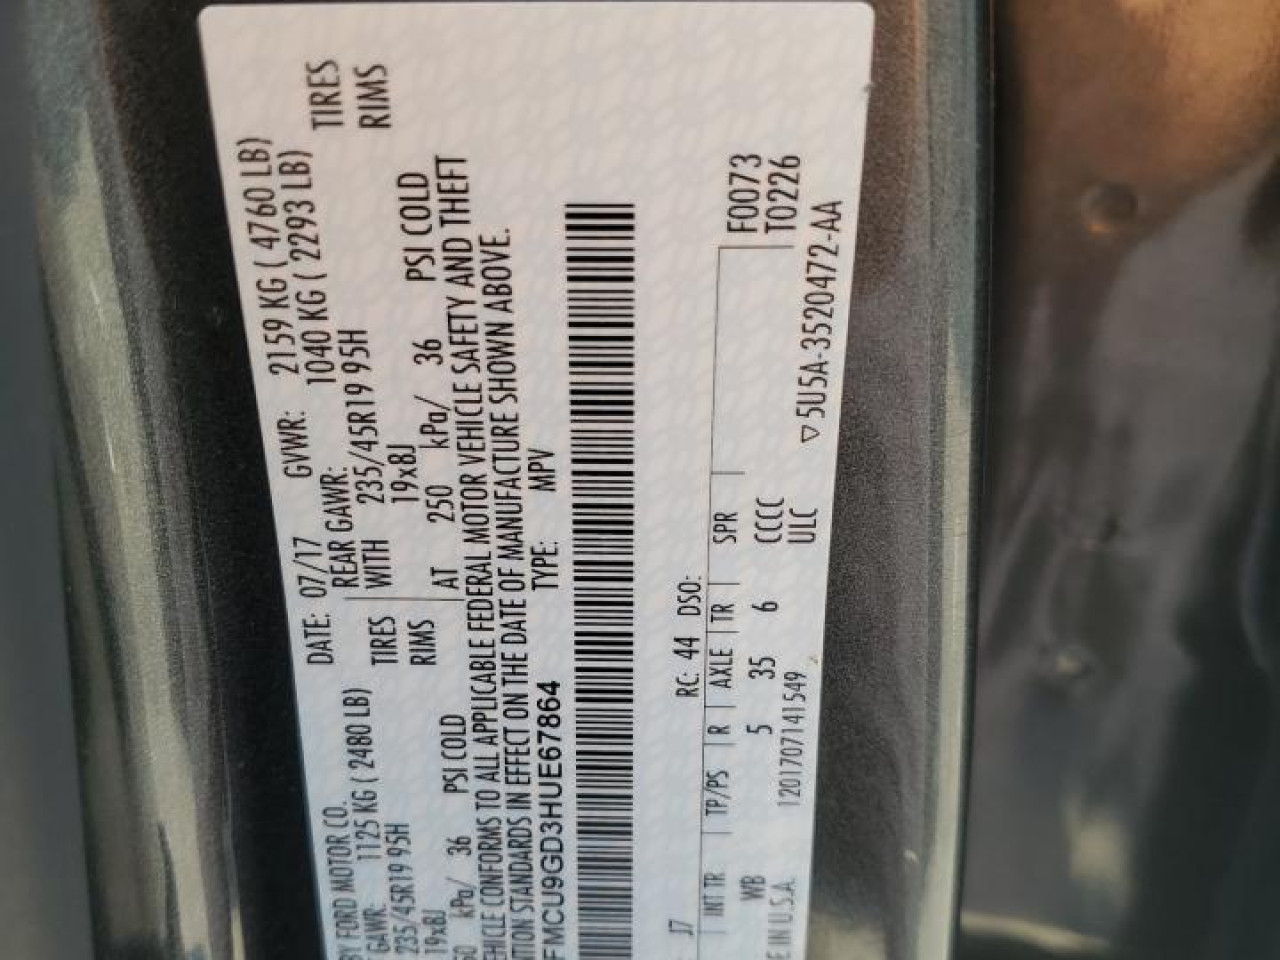 BY FORD MOTOR CO.
DATE: 07/17 GVWR: 2159 KG ( 4760 LB)
GAWR: 1125 KG ( 2480 LB) REAR GAWR: 1040 KG ( 2293 LB)
235/45R19 95H TIRES WITH 235/45R19 95H TIRES
19x8J RIMS 19x8J RIMS
kPa/ 36 PSI COLD AT 250 kPa/ 36 PSI COLD
CONFORMS TO ALL APPLICABLE FEDERAL MOTOR VEHICLE SAFETY AND THEFT
STANDARDS IN EFFECT ON THE DATE OF MANUFACTURE SHOWN ABOVE.
FMCU9GD3HUE67864 TYPE: MPV
J7 RC: 44 DSO:
INT TR TP/PS R AXLE TR SPR F0073
WB 5 35 6 CCCC T0226
IN U.S.A. 1201707141549 ULC
▽5U5A-3520472-AA